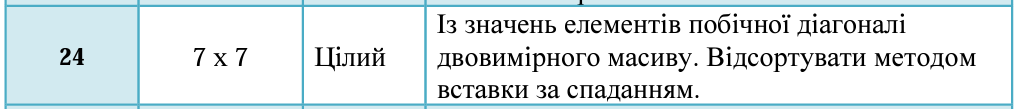 24 7 x 7 Цілий Із значень елементів побічної діагоналі
двовимірного масиву. Відсортувати методом
вставки за спаданням.